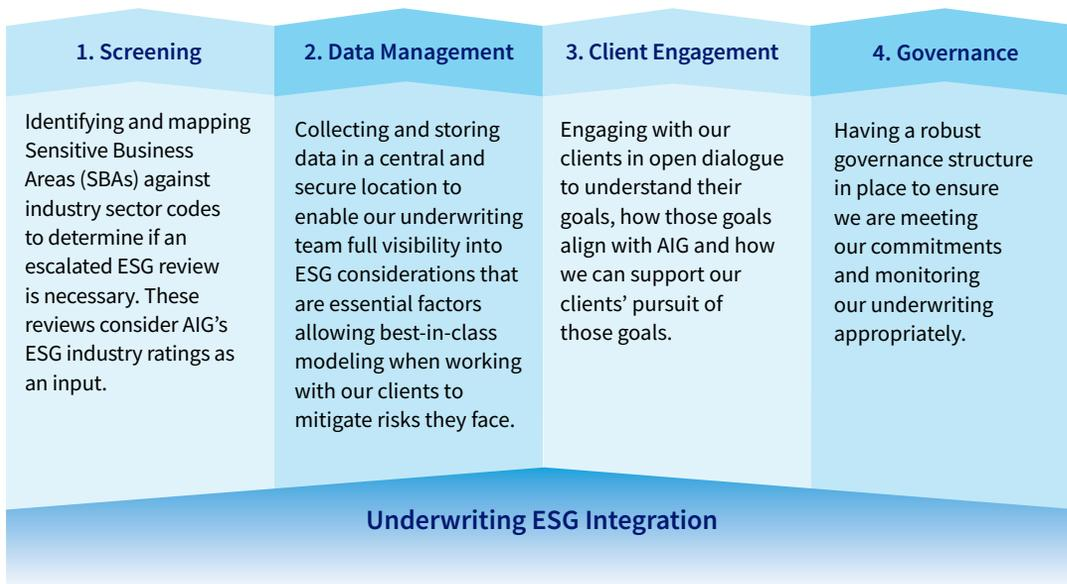 1. Screening
Identifying and mapping
Sensitive Business
Areas (SBAs) against
industry sector codes
to determine if an
escalated ESG review
is necessary. These
reviews consider AIG’s
ESG industry ratings as
an input.
2. Data Management
Collecting and storing
data in a central and
secure location to
enable our underwriting
team full visibility into
ESG considerations that
are essential factors
allowing best-in-class
modeling when working
with our clients to
mitigate risks they face.
3. Client Engagement
Engaging with our
clients in open dialogue
to understand their
goals, how those goals
align with AIG and how
we can support our
clients’ pursuit of
those goals.
4. Governance
Having a robust
governance structure
in place to ensure
we are meeting
our commitments
and monitoring
our underwriting
appropriately.
Underwriting ESG Integration